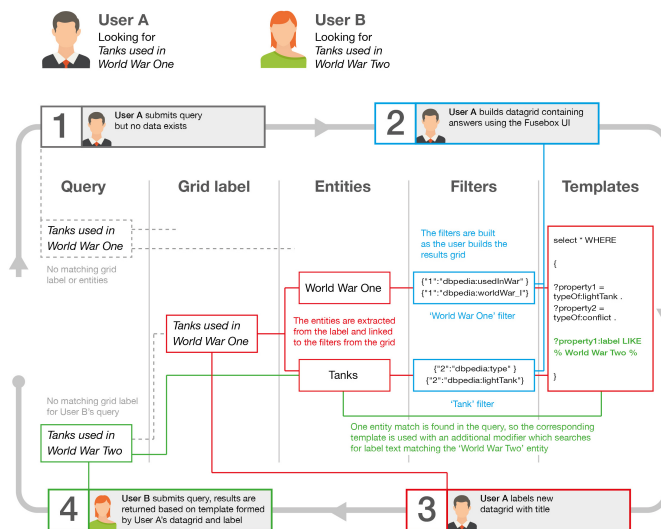 User A
Looking for
Tanks used in
World War One
User B
Looking for
Tanks used in
World War Two
1
User A submits query
but no data exists
2
User A builds datagrid containing
answers using the Fusebox UI
Query
Grid label
Entities
Filters
Templates
Tanks used in
World War One
No matching grid
label or entities
The filters are built
as the user builds the
results grid
select * WHERE
{
?property1 =
typeOf:lightTank .
?property2 =
typeOf:conflict .
?property1:label LIKE
% World War Two %
}
World War One
{"1":"dbpedia:usedInWar" }
{"1":"dbpedia:worldWar_I"}
'World War One' filter
Tanks used in
World War One
The entities are extracted
from the label and linked
to the filters from the grid
Tanks
{"2":"dbpedia:type" }
{"2":"dbpedia:lightTank"}
'Tank' filter
No matching grid label
for User B's query
Tanks used in
World War Two
One entity match is found in the query, so the corresponding
template is used with an additional modifier which searches
for label text matching the 'World War Two' entity
4
User B submits query, results are
returned based on template formed
by User A's datagrid and label
3
User A labels new
datagrid with title